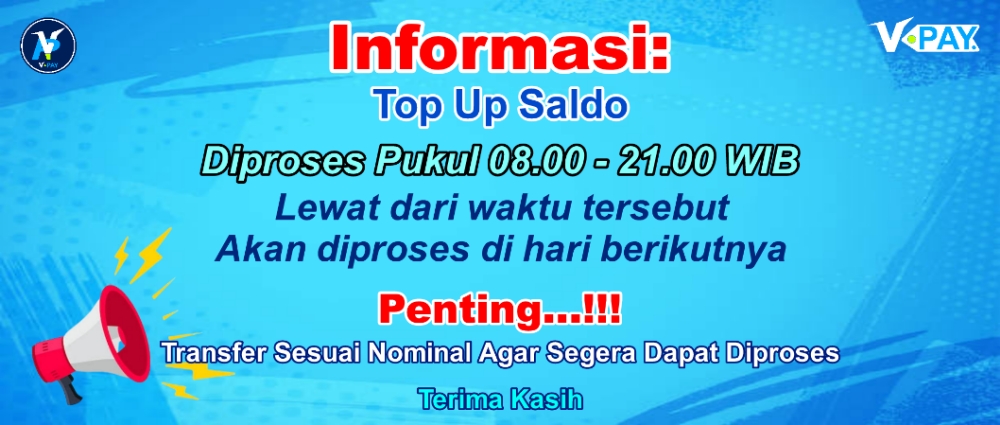 V-PAY
V-PAY
Informasi:
Top Up Saldo
Diproses Pukul 08.00 - 21.00 WIB
Lewat dari waktu tersebut
Akan diproses di hari berikutnya
Penting...!!!
Transfer Sesuai Nominal Agar Segera Dapat Diproses
Terima Kasih